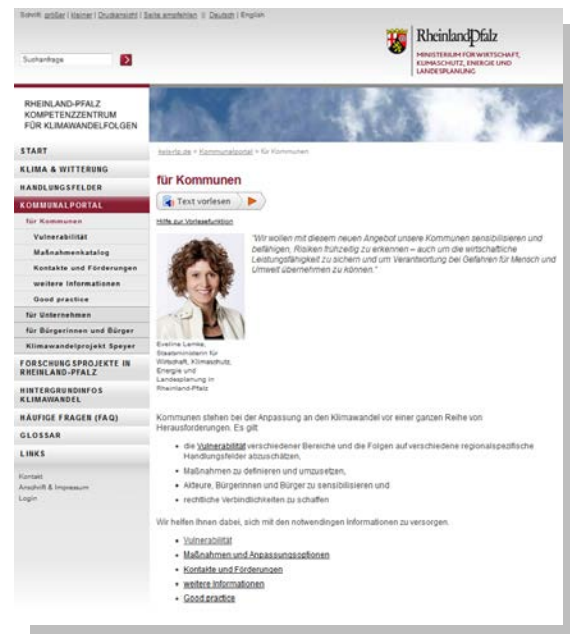 Schrift: größer | kleiner | Druckansicht | Seite empfehlen || Deutsch | English
Suchanfrage
RheinlandPfalz
MINISTERIUM FÜR WIRTSCHAFT,
KLIMASCHUTZ, ENERGIE UND
LANDESPLANUNG
RHEINLAND-PFALZ
KOMPETENZZENTRUM
FÜR KLIMAWANDELFOLGEN
START
KLIMA & WITTERUNG
HANDLUNGSFELDER
KOMMUNALPORTAL
für Kommunen
Vulnerabilität
Maßnahmenkatalog
Kontakte und Förderungen
weitere Informationen
Good practice
für Unternehmen
für Bürgerinnen und Bürger
Klimawandelprojekt Speyer
FORSCHUNGSPROJEKTE IN
RHEINLAND-PFALZ
HINTERGRUNDINFOS
KLIMAWANDEL
HÄUFIGE FRAGEN (FAQ)
GLOSSAR
LINKS
Kontakt
Anschrift & Impressum
Login
» Kommunalportal » für Kommunen
für Kommunen
Text vorlesen
Hilfe zur Vorlesefunktion
"Wir wollen mit diesem neuen Angebot unsere Kommunen sensibilisieren und
befähigen, Risiken frühzeitig zu erkennen – auch um die wirtschaftliche
Leistungsfähigkeit zu sichern und um Verantwortung bei Gefahren für Mensch und
Umwelt übernehmen zu können."
Eveline Lemke,
Staatsministerin für
Wirtschaft, Klimaschutz,
Energie und
Landesplanung in
Rheinland-Pfalz
Kommunen stehen bei der Anpassung an den Klimawandel vor einer ganzen Reihe von
Herausforderungen. Es gilt
• die Vulnerabilität verschiedener Bereiche und die Folgen auf verschiedene regionalspezifische
Handlungsfelder abzuschätzen,
• Maßnahmen zu definieren und umzusetzen,
• Akteure, Bürgerinnen und Bürger zu sensibilisieren und
• rechtliche Verbindlichkeiten zu schaffen
Wir helfen Ihnen dabei, sich mit den notwendingen Informationen zu versorgen.
• Vulnerabilität
• Maßnahmen und Anpassungsoptionen
• Kontakte und Förderungen
• weitere Informationen
• Good practice